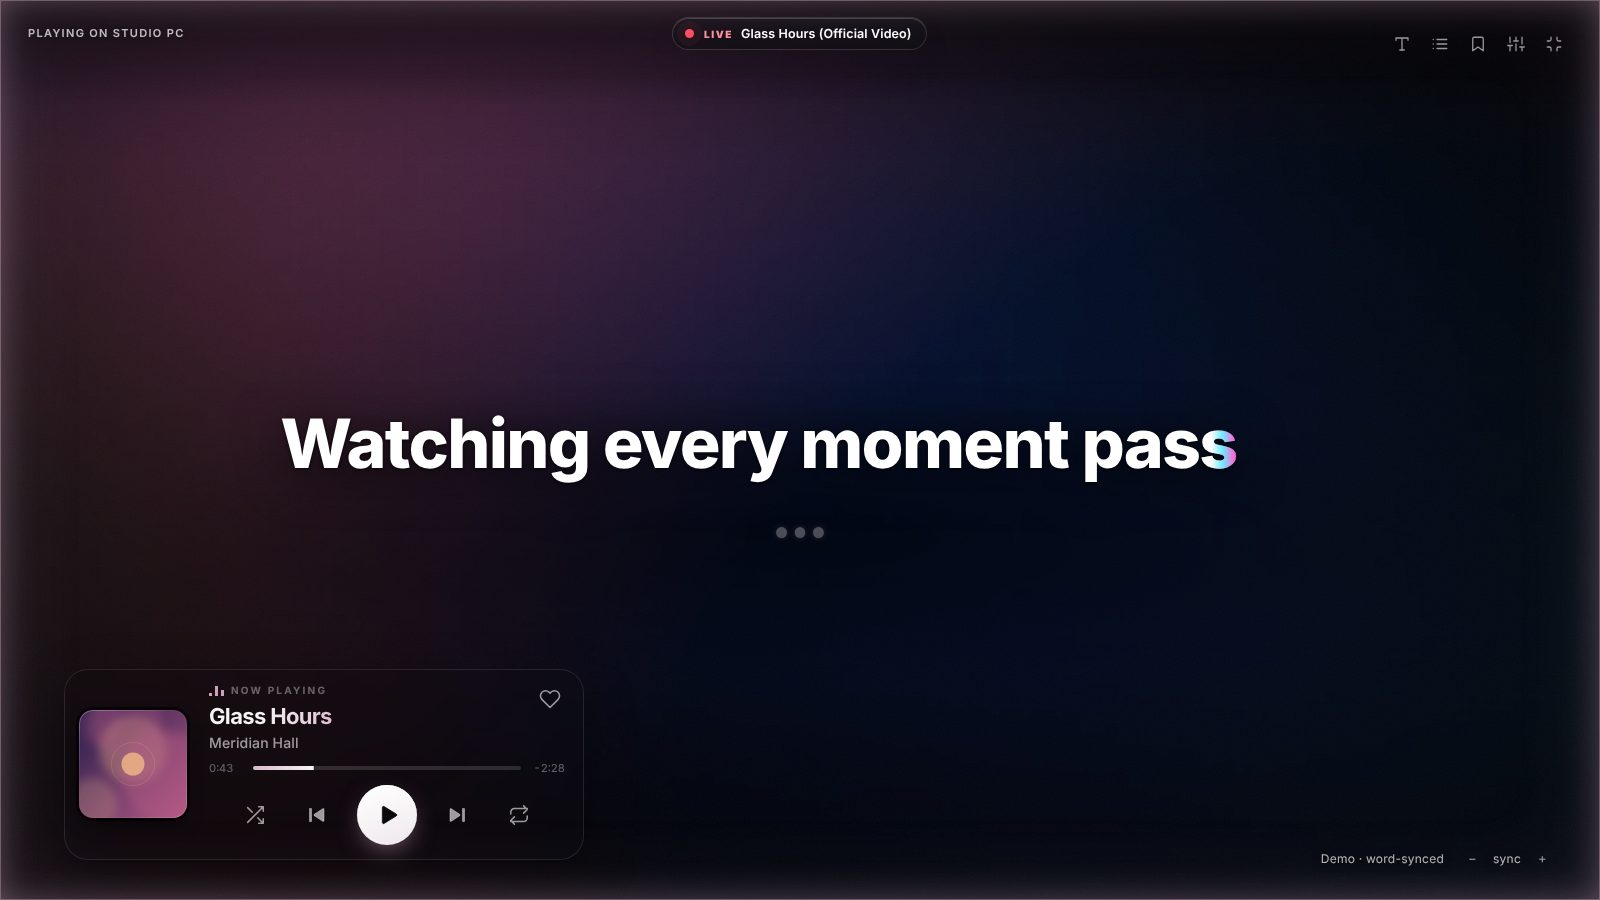 PLAYING ON STUDIO PC
LIVE Glass Hours (Official Video)
Watching every moment pass
NOW PLAYING
Glass Hours
Meridian Hall
0:43 -2:28
Demo · word-synced − sync +